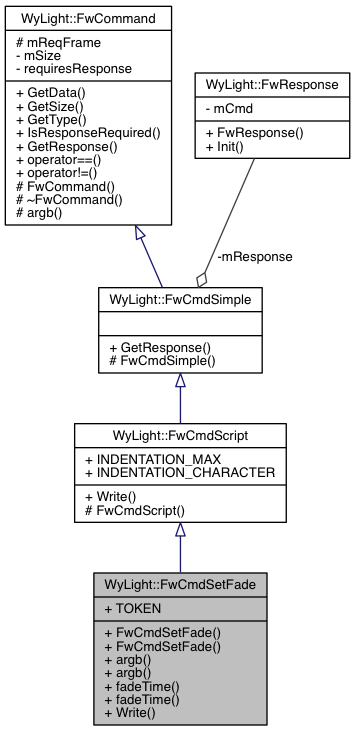 WyLight::FwCommand
# mReqFrame
- mSize
- requiresResponse
+ GetData()
+ GetSize()
+ GetType()
+ IsResponseRequired()
+ GetResponse()
+ operator==()
+ operator!=()
# FwCommand()
# ~FwCommand()
# argb()
WyLight::FwResponse
- mCmd
+ FwResponse()
+ Init()
-mResponse
WyLight::FwCmdSimple
+ GetResponse()
# FwCmdSimple()
WyLight::FwCmdScript
+ INDENTATION_MAX
+ INDENTATION_CHARACTER
+ Write()
# FwCmdScript()
WyLight::FwCmdSetFade
+ TOKEN
+ FwCmdSetFade()
+ FwCmdSetFade()
+ argb()
+ argb()
+ fadeTime()
+ fadeTime()
+ Write()